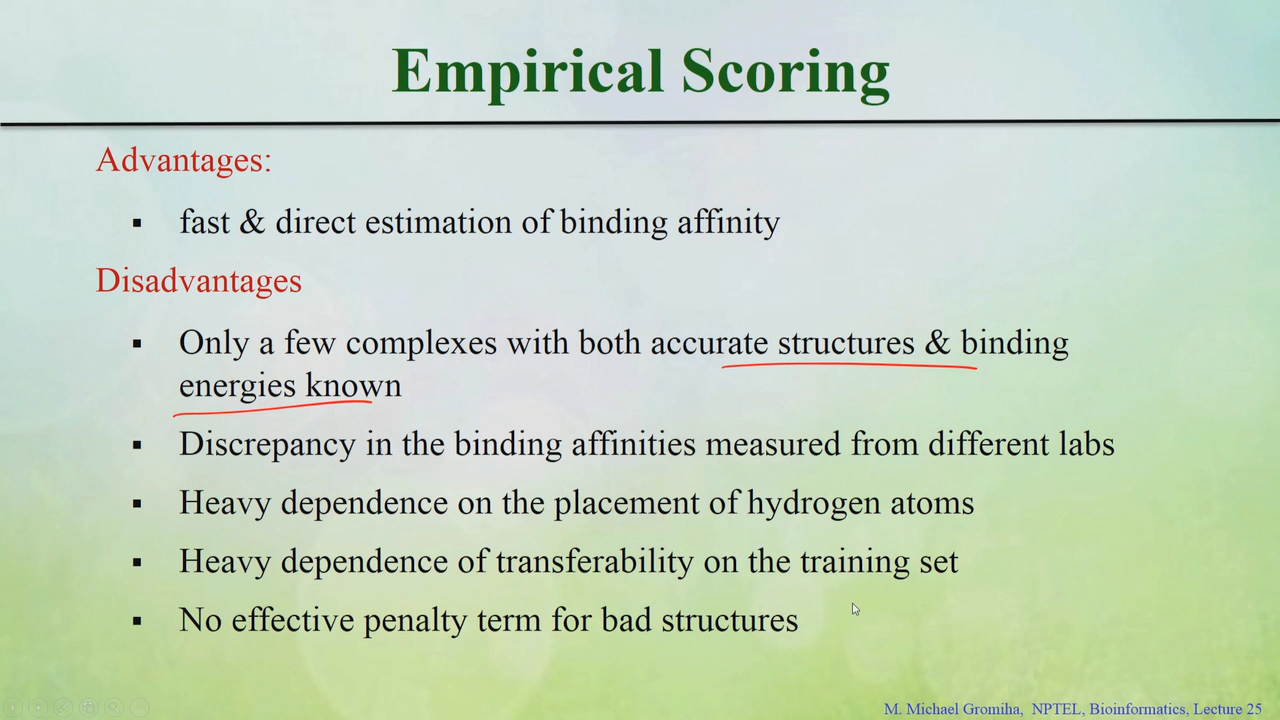 Empirical Scoring
Advantages:
▪ fast & direct estimation of binding affinity
Disadvantages
▪ Only a few complexes with both accurate structures & binding
energies known
▪ Discrepancy in the binding affinities measured from different labs
▪ Heavy dependence on the placement of hydrogen atoms
▪ Heavy dependence of transferability on the training set
▪ No effective penalty term for bad structures
M. Michael Gromiha, NPTEL, Bioinformatics, Lecture 25